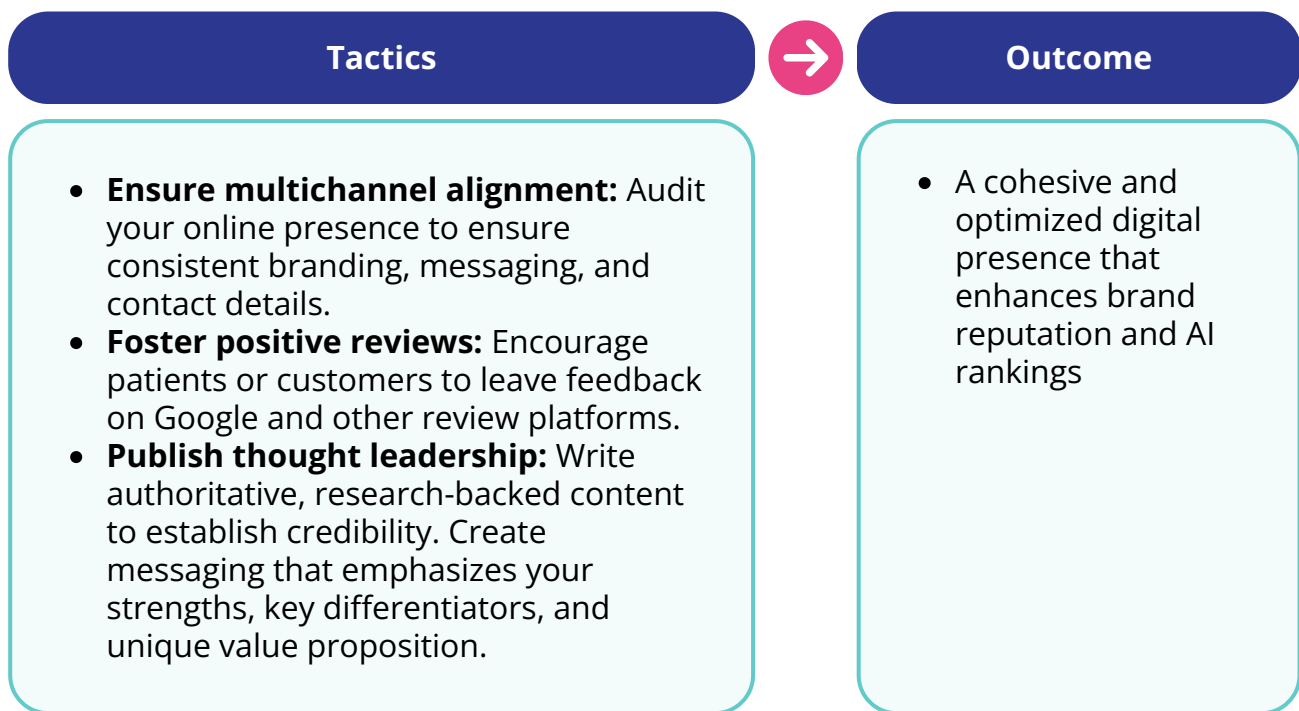 Tactics
Outcome
• Ensure multichannel alignment: Audit
your online presence to ensure
consistent branding, messaging, and
contact details.
• Foster positive reviews: Encourage
patients or customers to leave feedback
on Google and other review platforms.
• Publish thought leadership: Write
authoritative, research-backed content
to establish credibility. Create
messaging that emphasizes your
strengths, key differentiators, and
unique value proposition.
• A cohesive and
optimized digital
presence that
enhances brand
reputation and AI
rankings